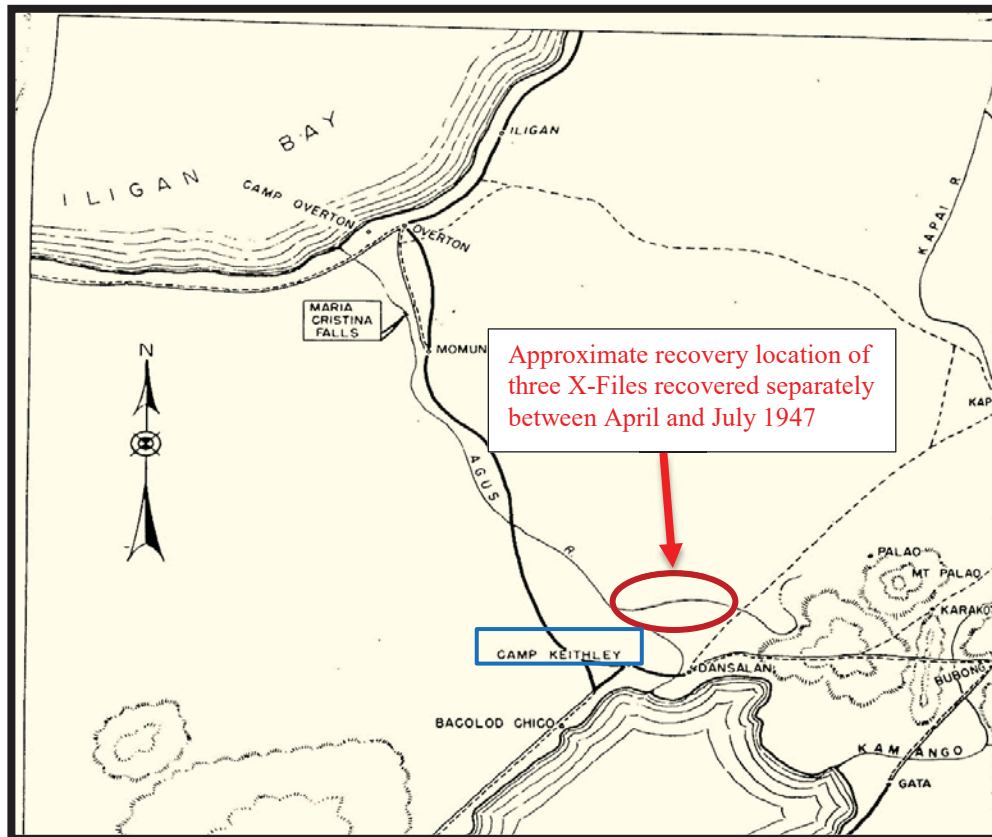 ILIGAN BAY
ILIGAN
CAMP OVERTON
OVERTON
KAPAI R.
MARIA
CRISTINA
FALLS
MOMUN
N
Approximate recovery location of
three X-Files recovered separately
between April and July 1947
KAP
AGUS R.
PALAO
MT PALAO
KARAKO
CAMP KEITHLEY
DANSALAN
BUBONG
BACOLOD CHICO
KAMANGO
GATA